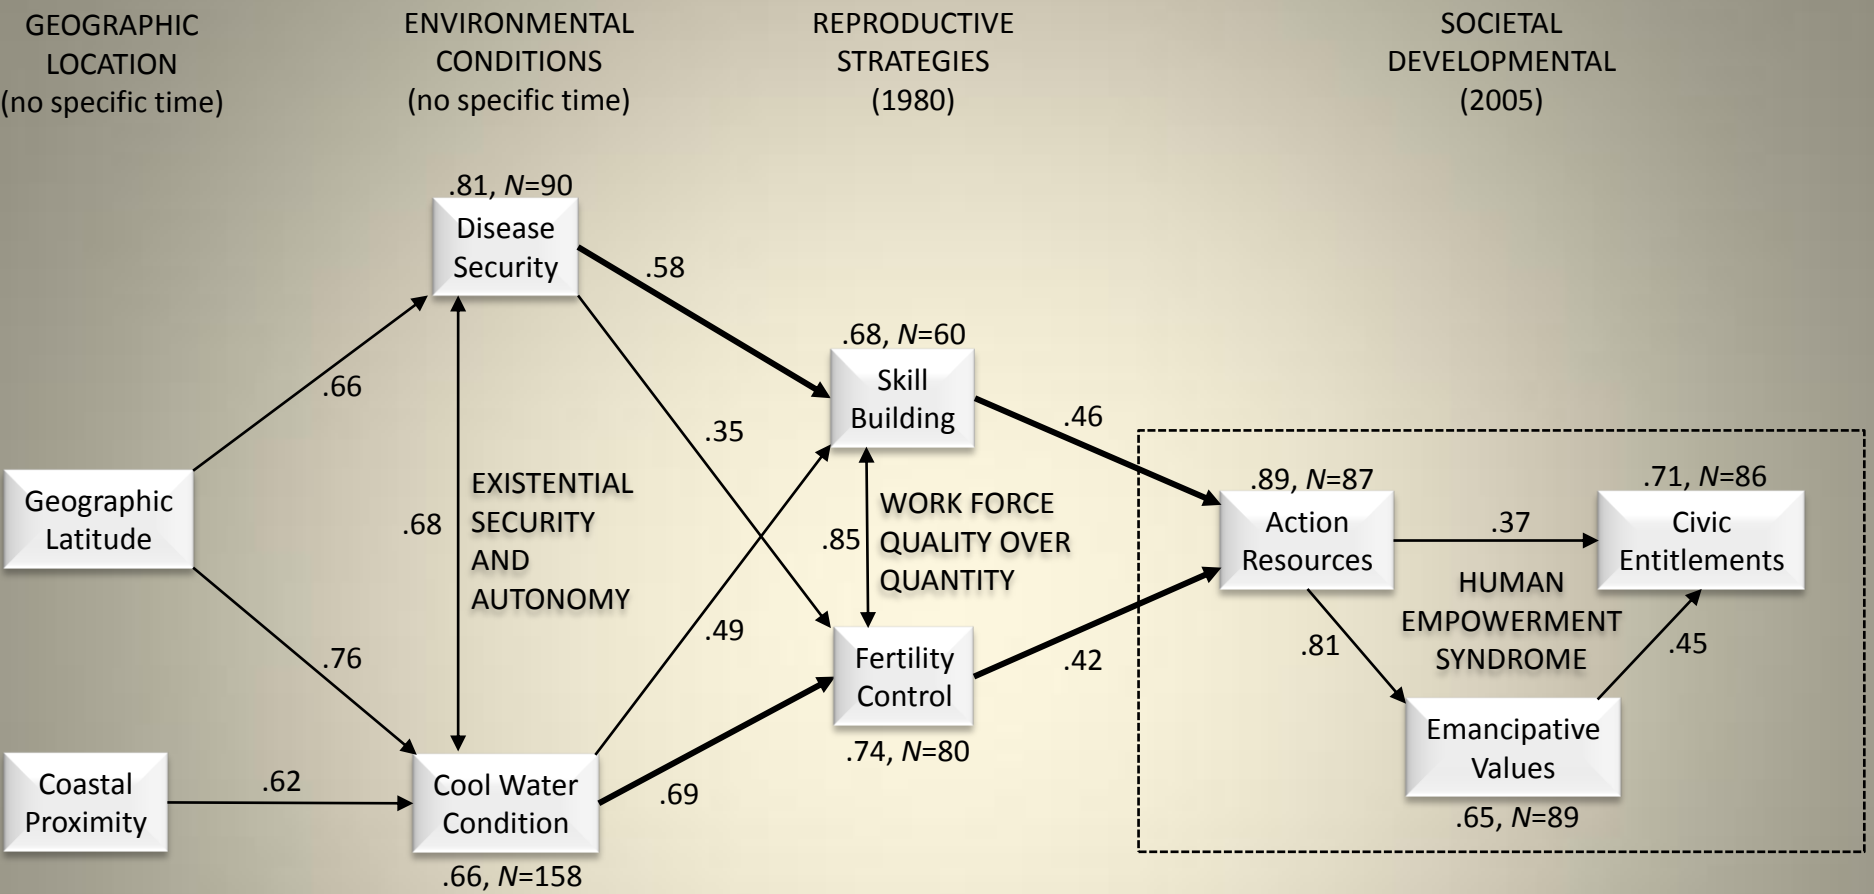 GEOGRAPHIC
LOCATION
(no specific time)
ENVIRONMENTAL
CONDITIONS
(no specific time)
REPRODUCTIVE
STRATEGIES
(1980)
SOCIETAL
DEVELOPMENTAL
(2005)
.81, N=90
Disease
Security
.58
.68, N=60
Skill
Building
.66
.35
.46
Geographic
Latitude
.68
EXISTENTIAL
SECURITY
AND
AUTONOMY
.85
WORK FORCE
QUALITY OVER
QUANTITY
.89, N=87
Action
Resources
.37
.71, N=86
Civic
Entitlements
HUMAN
EMPOWERMENT
SYNDROME
.76
.49
Fertility
Control
.74, N=80
.42
.81
.45
Emancipative
Values
.65, N=89
Coastal
Proximity
.62
Cool Water
Condition
.66, N=158
.69